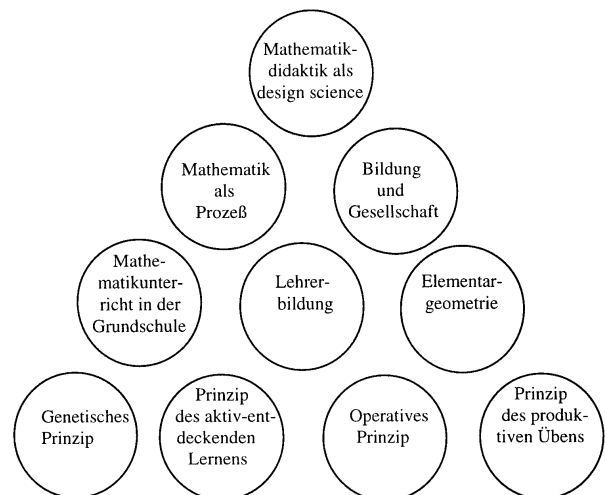 Mathematik-
didaktik als
design science
Mathematik
als
Prozeß
Bildung
und
Gesellschaft
Mathe-
matikunter-
richt in der
Grundschule
Lehrer-
bildung
Elementar-
geometrie
Genetisches
Prinzip
Prinzip
des aktiv-ent-
deckenden
Lernens
Operatives
Prinzip
Prinzip
des produk-
tiven Übens